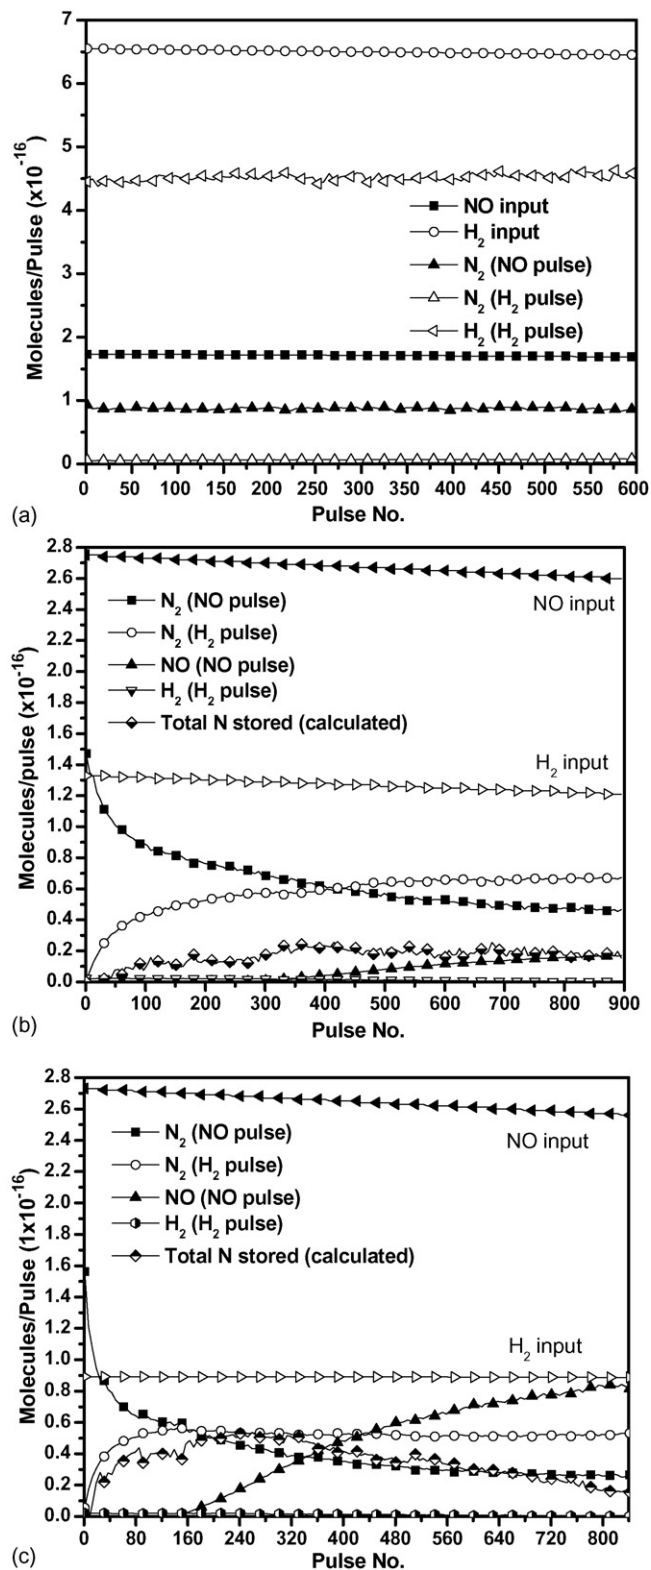 7
6
5
4
3
2
1
0
Molecules/Pulse (x10⁻¹⁶)
NO input
H₂ input
N₂ (NO pulse)
N₂ (H₂ pulse)
H₂ (H₂ pulse)
0 50 100 150 200 250 300 350 400 450 500 550 600
Pulse No.
(a)
2.8
2.6
2.4
2.2
2.0
1.8
1.6
1.4
1.2
1.0
0.8
0.6
0.4
0.2
0.0
Molecules/pulse (x10⁻¹⁶)
NO input
N₂ (NO pulse)
N₂ (H₂ pulse)
NO (NO pulse)
H₂ (H₂ pulse)
Total N stored (calculated)
H₂ input
0 100 200 300 400 500 600 700 800 900
Pulse No.
(b)
2.8
2.6
2.4
2.2
2.0
1.8
1.6
1.4
1.2
1.0
0.8
0.6
0.4
0.2
0.0
Molecules/Pulse (1x10⁻¹⁶)
NO input
N₂ (NO pulse)
N₂ (H₂ pulse)
NO (NO pulse)
H₂ (H₂ pulse)
Total N stored (calculated)
H₂ input
0 80 160 240 320 400 480 560 640 720 800
Pulse No.
(c)